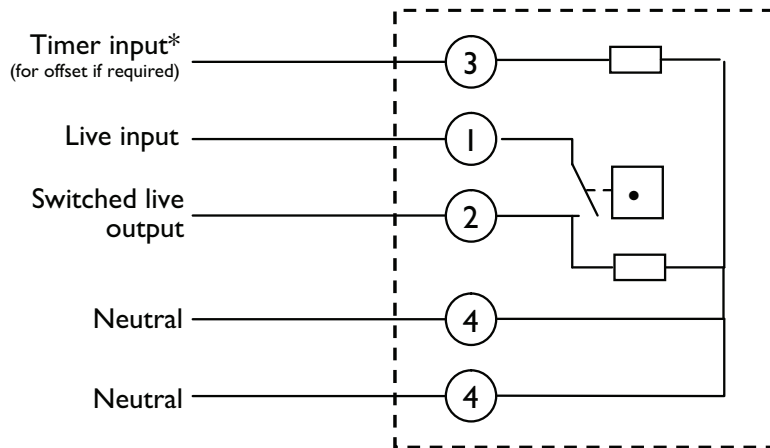 Timer input*
(for offset if required)
3
Live input
1
Switched live
output
2
Neutral
4
Neutral
4